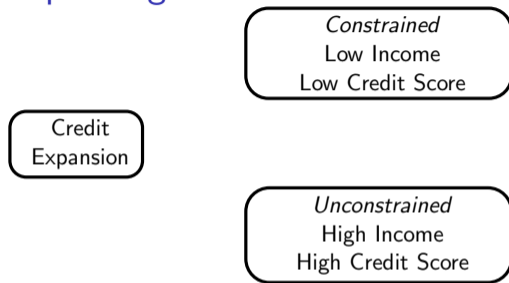 Constrained
Low Income
Low Credit Score
Credit
Expansion
Unconstrained
High Income
High Credit Score